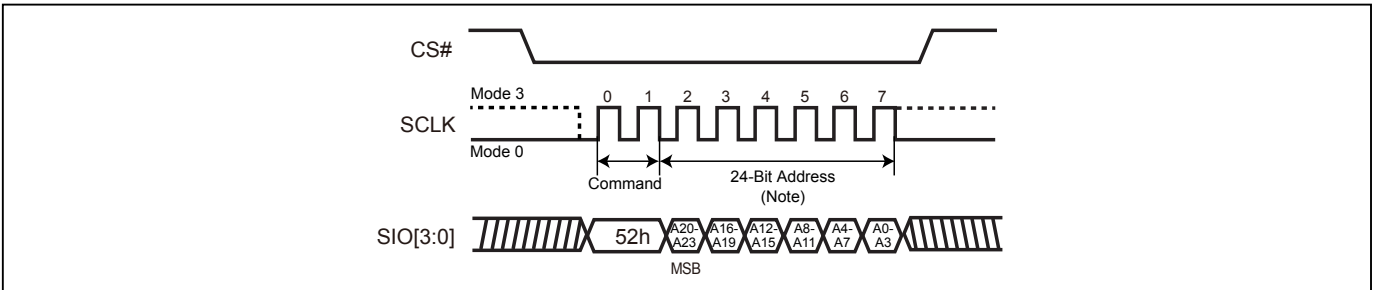 CS#
Mode 3
0 1 2 3 4 5 6 7
SCLK
Mode 0
Command
24-Bit Address
(Note)
SIO[3:0]
52h
A20-
A23
A16-
A19
A12-
A15
A8-
A11
A4-
A7
A0-
A3
MSB